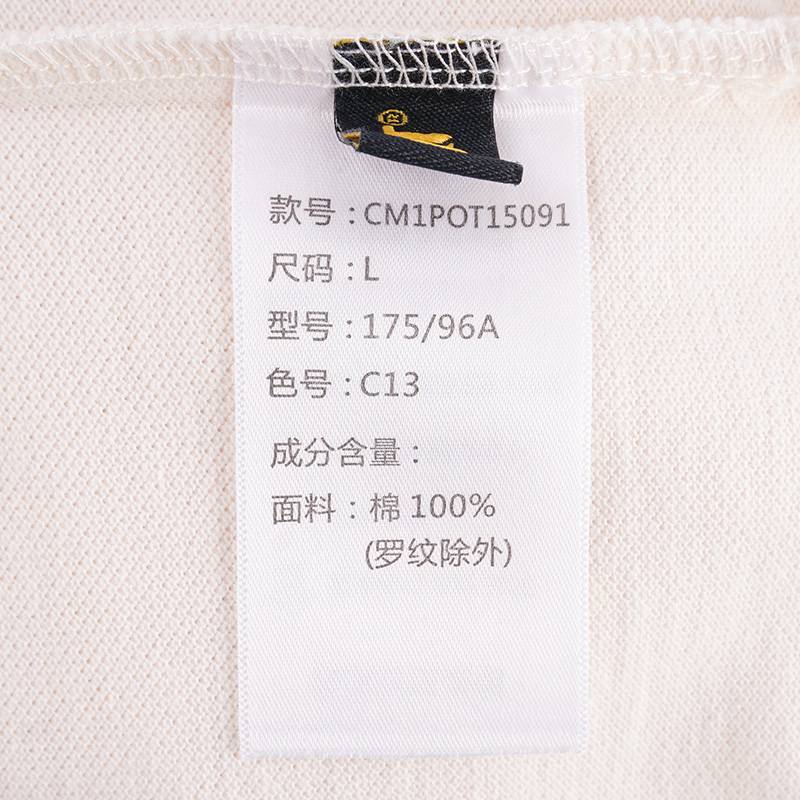 款号：CM1POT15091
尺码：L
型号：175/96A
色号：C13
成分含量：
面料：棉 100%
(罗纹除外)